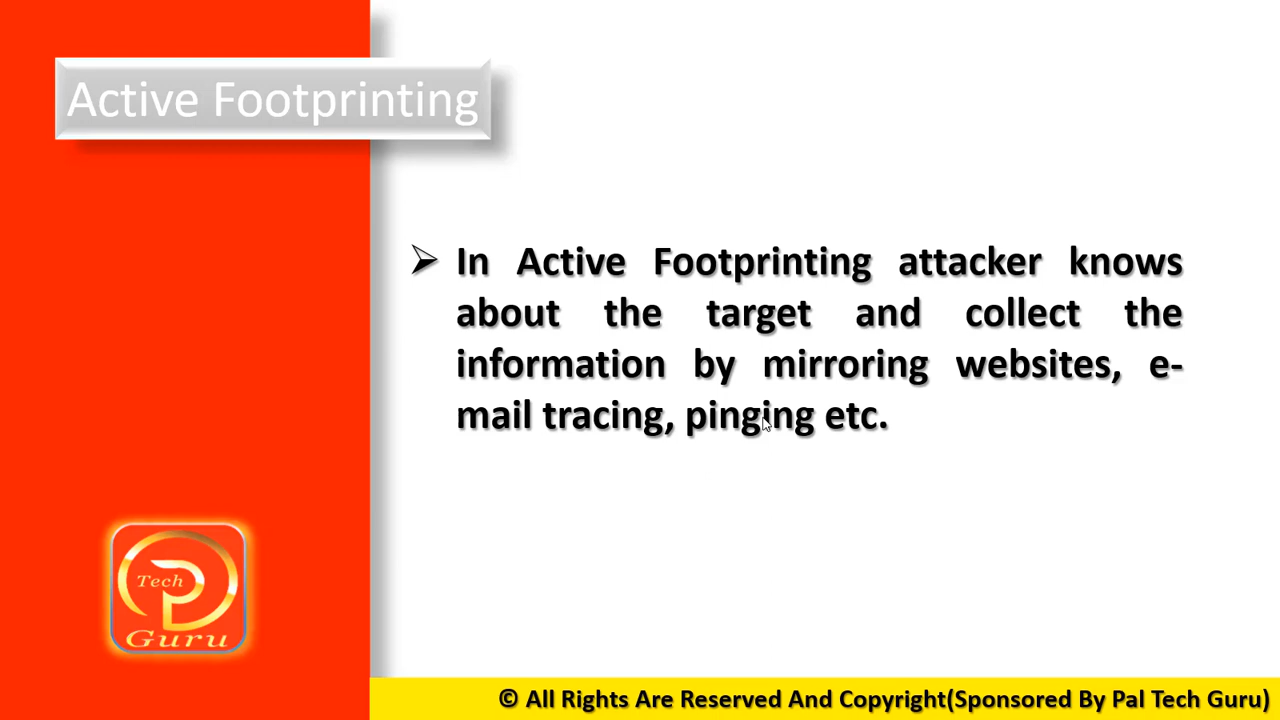 Active Footprinting
➢ In Active Footprinting attacker knows
about the target and collect the
information by mirroring websites, e-
mail tracing, pinging etc.
Tech
P
Guru
© All Rights Are Reserved And Copyright(Sponsored By Pal Tech Guru)